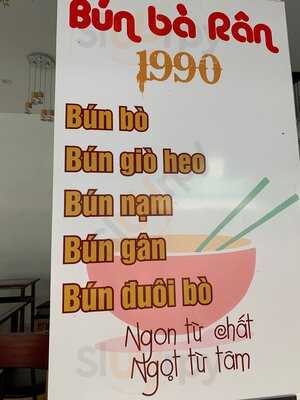 Bún bà Rân
1990
Bún bò
Bún giò heo
Bún nạm
Bún gân
Bún đuôi bò
Ngon từ chất
Ngọt từ tâm